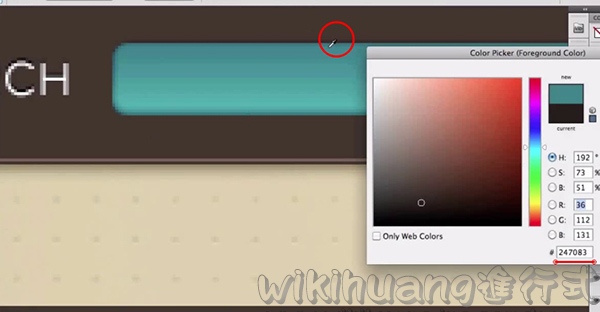 CH
Color Picker (Foreground Color)
new
current
H: 192 °
S: 73 %
B: 51 %
R: 36
G: 112
B: 131
Only Web Colors
# 247083
wikihuang進行式